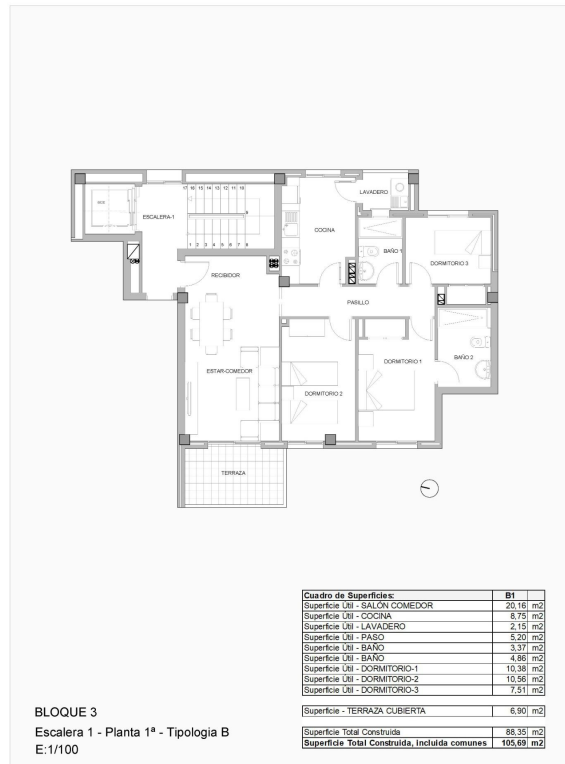 17 16 15 14 13 12 11 10
9
LAVADERO
ESCALERA-1
COCINA
1 2 3 4 5 6 7 8
BAÑO 1
DORMITORIO 3
RECIBIDOR
PASILLO
BAÑO 2
DORMITORIO 1
ESTAR-COMEDOR
DORMITORIO 2
TERRAZA
Cuadro de Superficies: B1
Superficie Útil - SALÓN COMEDOR 20,16 m2
Superficie Útil - COCINA 8,75 m2
Superficie Útil - LAVADERO 2,15 m2
Superficie Útil - PASO 5,20 m2
Superficie Útil - BAÑO 3,37 m2
Superficie Útil - BAÑO 4,86 m2
Superficie Útil - DORMITORIO-1 10,38 m2
Superficie Útil - DORMITORIO-2 10,56 m2
Superficie Útil - DORMITORIO-3 7,51 m2
Superficie - TERRAZA CUBIERTA 6,90 m2
Superficie Total Construida 88,35 m2
Superficie Total Construida, incluida comunes 105,69 m2
BLOQUE 3
Escalera 1 - Planta 1ª - Tipologia B
E:1/100